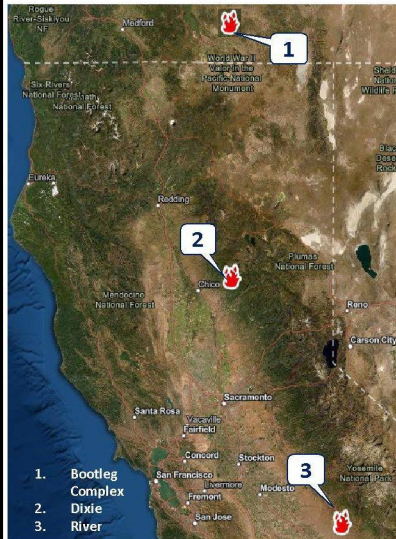 Rogue
River-Siskiyou
NF
Medford
1
World War II
Valor in the
Pacific National
Monument
Six Rivers
National Forest
National Forest
Eureka
Redding
2
Plumas
National Forest
Chico
Mendocino
National Forest
Reno
Carson City
Sacramento
Santa Rosa
Vacaville
Fairfield
Concord
Stockton
3
San Francisco
Livermore
Modesto
Yosemite
National Park
Fremont
San Jose
1. Bootleg
Complex
2. Dixie
3. River